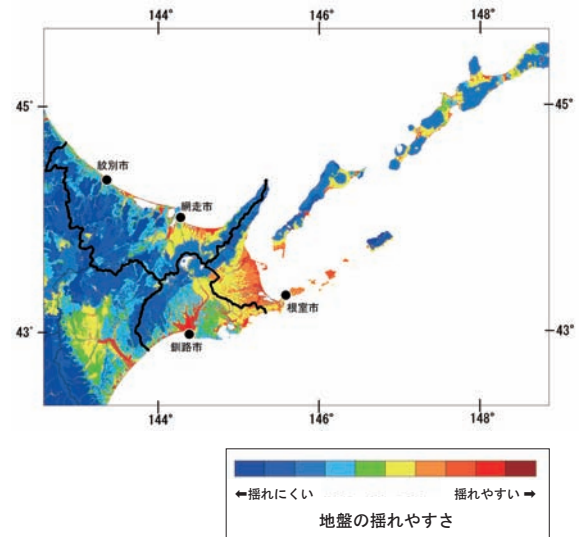 144° 146° 148°
45° 45°
紋別市
網走市
根室市
43° 43°
釧路市
144° 146° 148°
⬅揺れにくい 揺れやすい ➡
地盤の揺れやすさ